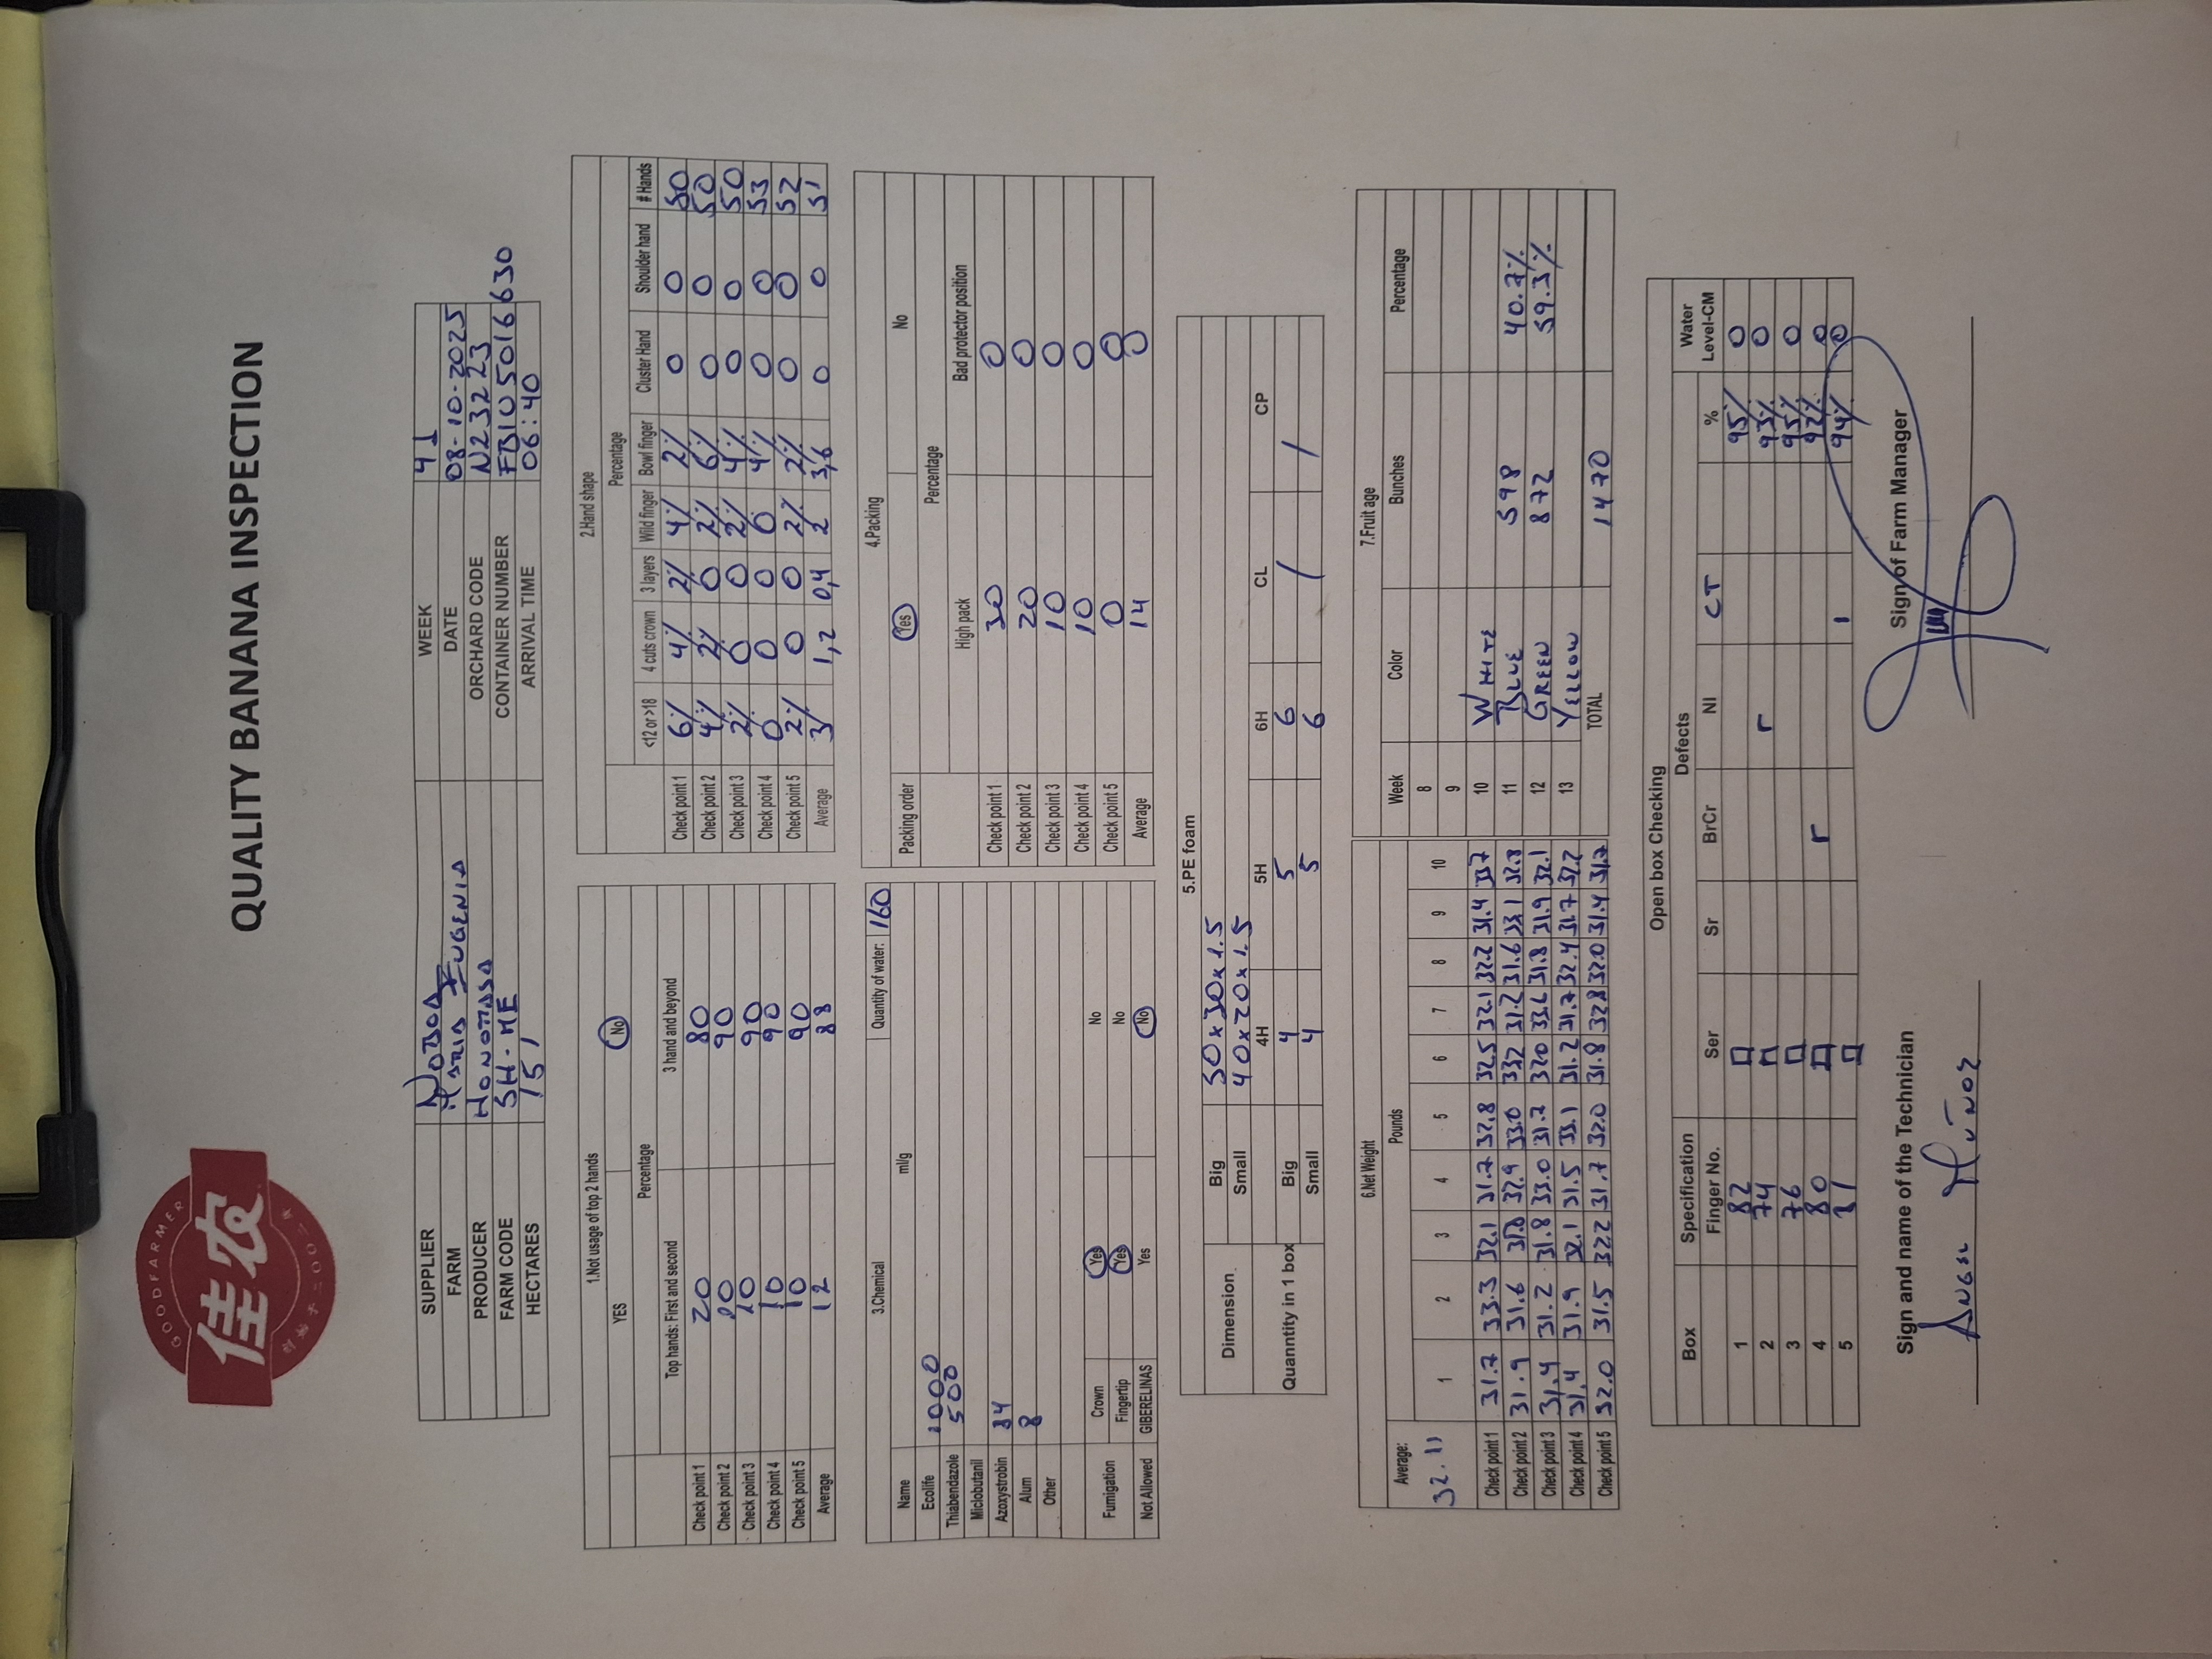 GOODFARMER
佳农
创始于二〇〇二年
QUALITY BANANA INSPECTION
SUPPLIER NOBOA WEEK 41
FARM MARIA EUGENIA DATE 08-10-2025
PRODUCER HONOMASA ORCHARD CODE N23223
FARM CODE SH-ME CONTAINER NUMBER FBIU5016630
HECTARES 151 ARRIVAL TIME 06:40
1.Not usage of top 2 hands
YES No
Percentage
Top hands: First and second 3 hand and beyond
Check point 1 20 80
Check point 2 10 90
Check point 3 10 90
Check point 4 10 90
Check point 5 10 90
Average 12 88
2.Hand shape
Percentage
<12 or >18 4 cuts crown 3 layers Wild finger Bowl finger Cluster Hand Shoulder hand # Hands
Check point 1 6% 4% 2% 4% 2% 0 0 50
Check point 2 4% 2% 0 2% 6% 0 0 50
Check point 3 2% 0 0 2% 4% 0 0 50
Check point 4 0 0 0 0 4% 0 0 53
Check point 5 2% 0 0 2% 2% 0 0 52
Average 3 1,2 0,4 2 3,6 0 0 51
3.Chemical Quantity of water: 160
Name ml/g
Ecolife 1000
Thiabendazole 500
Miclobutanil
Azoxystrobin 34
Alum 8
Other
Fumigation Crown Yes No
Fingertip Yes No
Not Allowed GIBERELINAS Yes No
4.Packing
Packing order Yes No
Percentage
High pack Bad protector position
Check point 1 30 0
Check point 2 20 0
Check point 3 10 0
Check point 4 10 0
Check point 5 0 0
Average 14 0
5.PE foam
Dimension Big 50x30x1.5
Small 40x20x1.5
4H 5H 6H CL CP
Quanntity in 1 box Big 4 5 6 /  /
Small 4 5 6
6.Net Weight
Average: Pounds
32.11 1 2 3 4 5 6 7 8 9 10
Check point 1 31.7 33.3 32.1 31.7 32.8 32.5 32.1 32.2 31.4 33.7
Check point 2 31.9 31.6 31.8 32.9 33.0 33.2 31.2 31.6 33.1 32.8
Check point 3 31.4 31.2 31.8 33.0 31.7 32.0 33.6 31.8 31.9 32.1
Check point 4 31.4 31.9 32.1 31.5 33.1 31.2 31.7 32.4 31.7 32.2
Check point 5 32.0 31.5 32.2 31.7 32.0 31.8 32.8 32.0 31.4 31.7
7.Fruit age
Week Color Bunches Percentage
8
9
10 WHITE
11 BLUE 598 40.7%
12 GREEN 872 59.3%
13 YELLOW
TOTAL 1470
Open box Checking
Box Specification Defects Water
Finger No. Ser Sr BrCr NI CT % Level-CM
1 82 95% 0
2 74 r 93% 0
3 76 95% 0
4 80 r 92% 0
5 81 1 94% 0
Sign and name of the Technician Sign of Farm Manager
ANGEL MUÑOZ